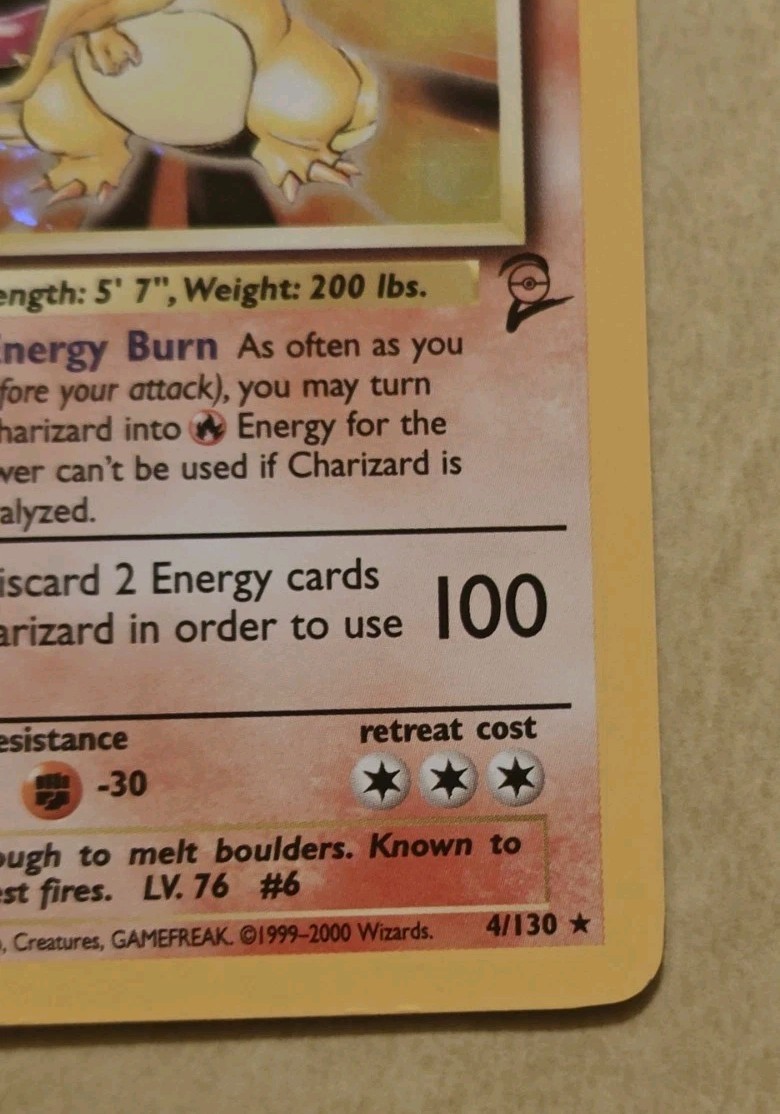 ength: 5' 7", Weight: 200 lbs.
nergy Burn As often as you
fore your attack), you may turn
harizard into Energy for the
wer can't be used if Charizard is
alyzed.
iscard 2 Energy cards
arizard in order to use 100
esistance retreat cost
-30
ough to melt boulders. Known to
est fires. LV. 76 #6
, Creatures, GAMEFREAK. ©1999–2000 Wizards. 4/130 ★